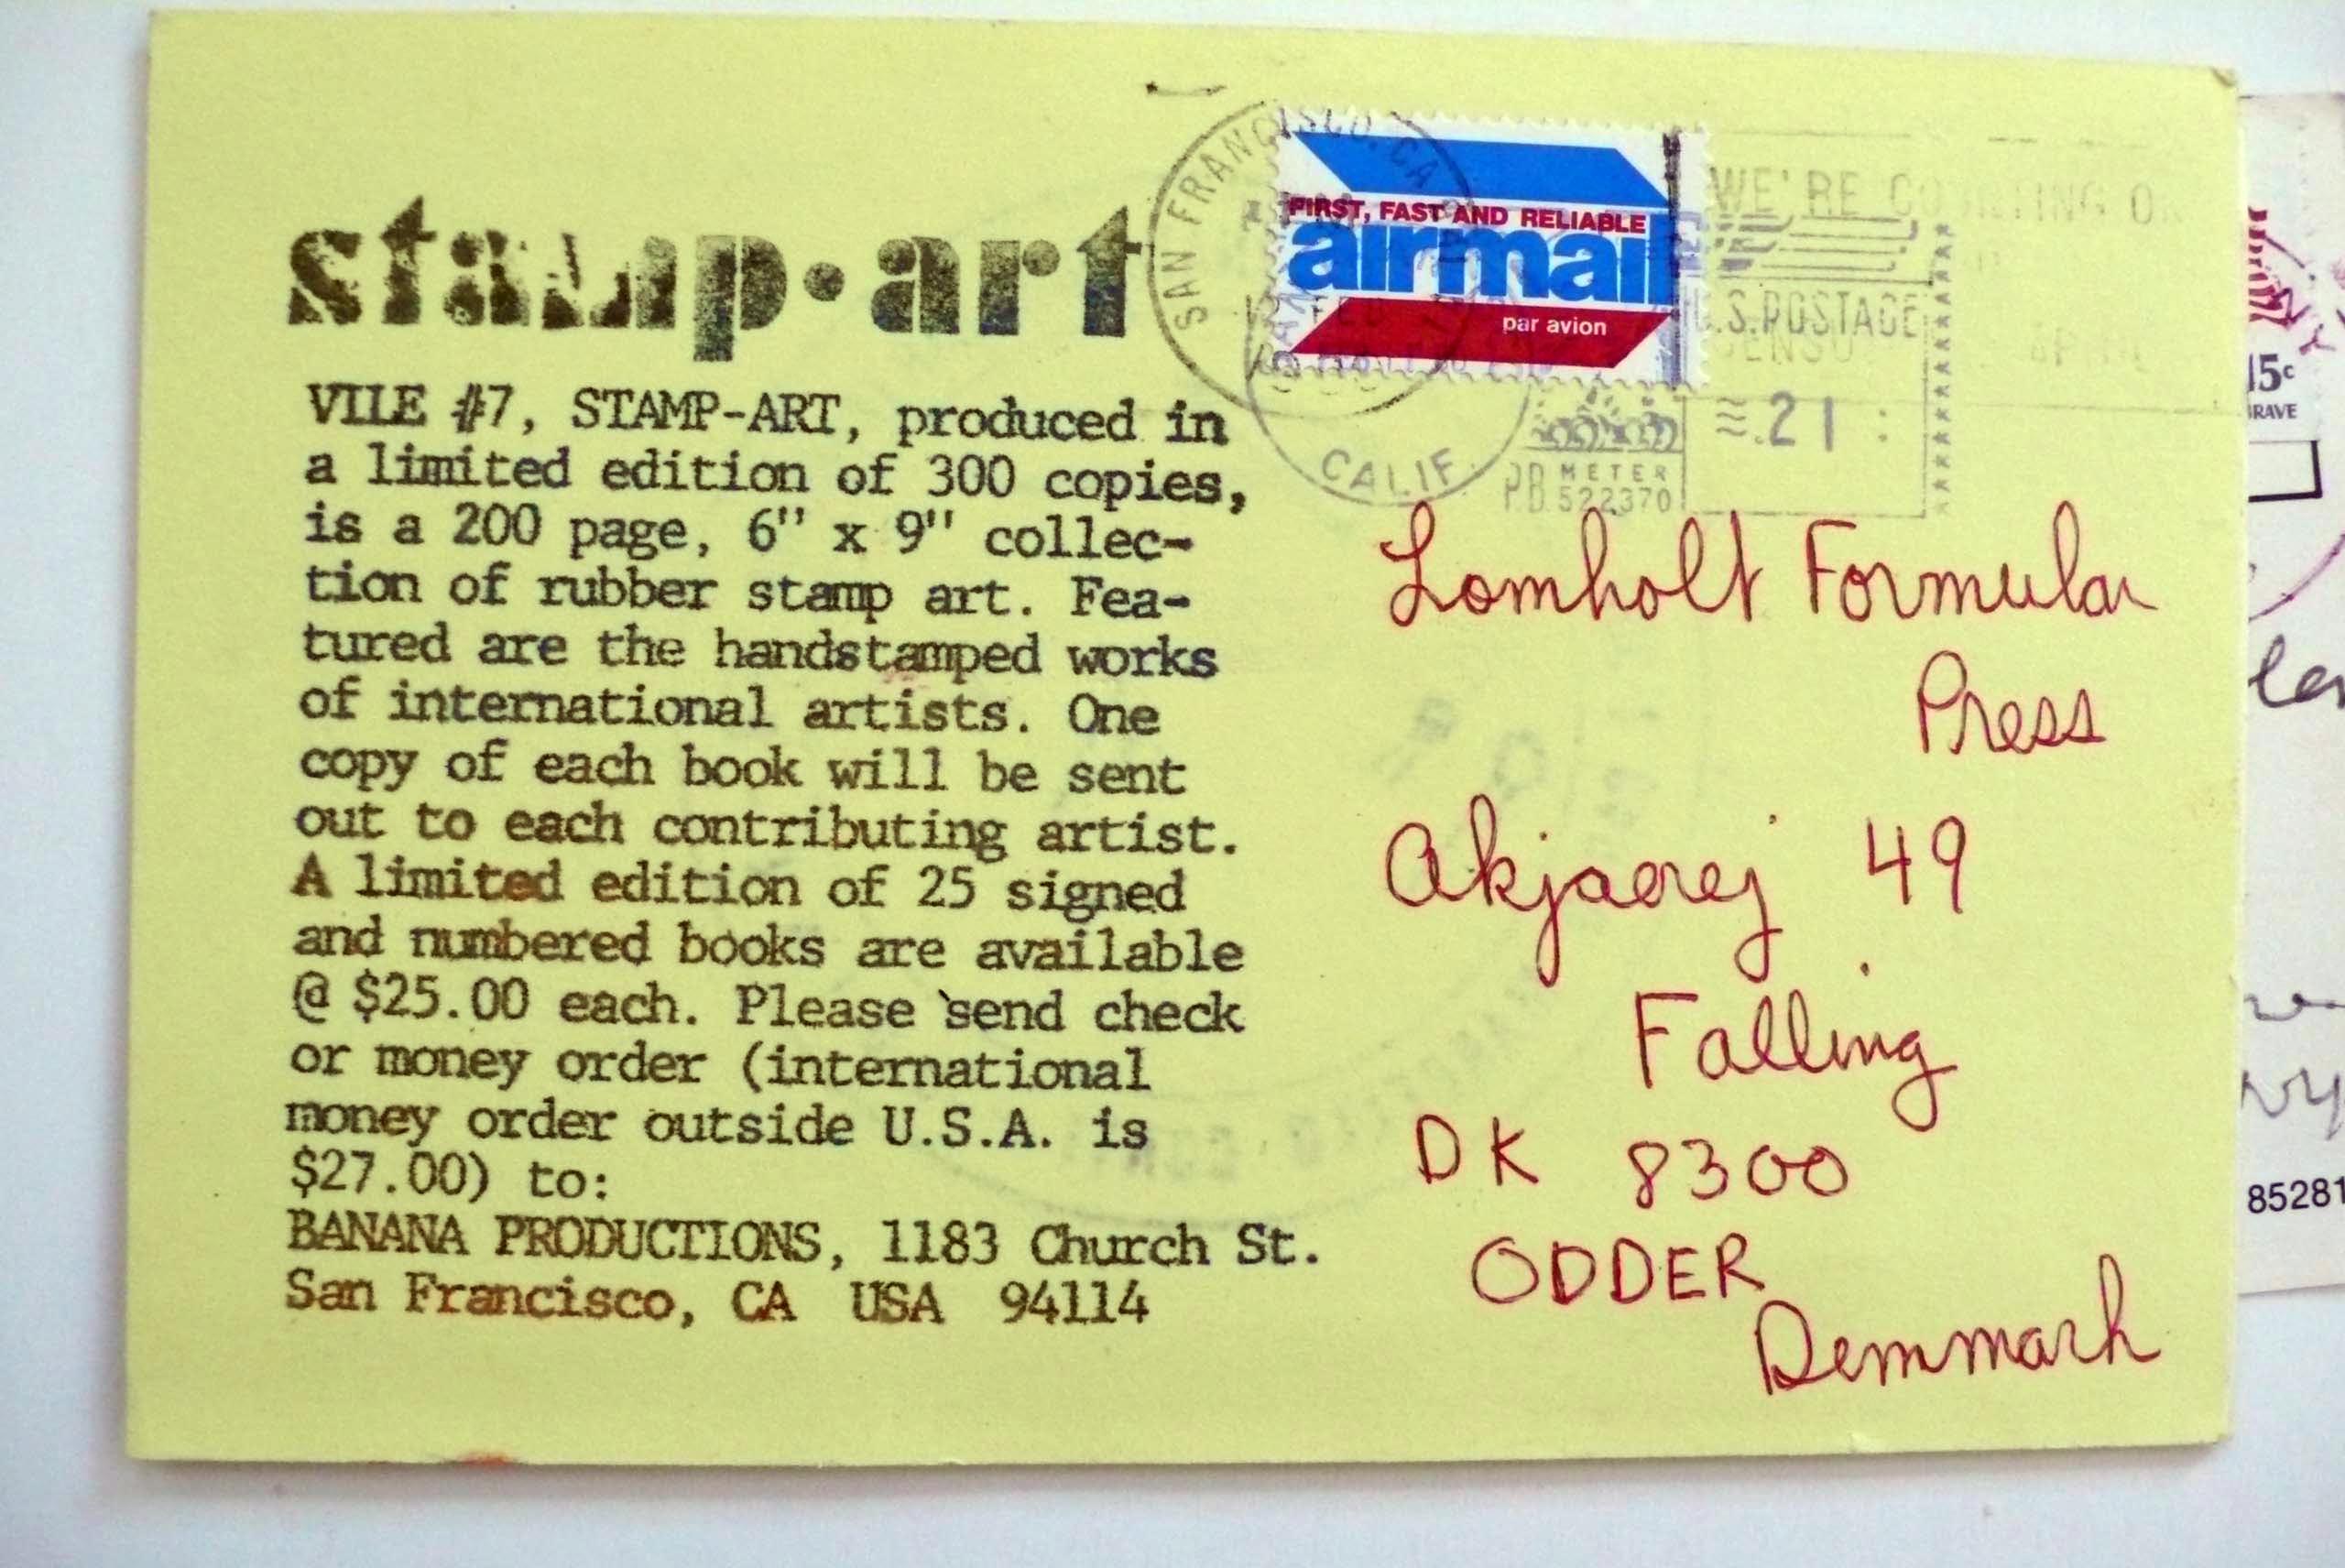 stamp·art
VILE #7, STAMP-ART, produced in
a limited edition of 300 copies,
is a 200 page, 6" x 9" collec-
tion of rubber stamp art. Fea-
tured are the handstamped works
of international artists. One
copy of each book will be sent
out to each contributing artist.
A limited edition of 25 signed
and numbered books are available
@ $25.00 each. Please send check
or money order (international
money order outside U.S.A. is
$27.00) to:
BANANA PRODUCTIONS, 1183 Church St.
San Francisco, CA USA 94114
SAN FRANCISCO, CA
FIRST, FAST AND RELIABLE
airmail
par avion
WE'RE COUNTING ON
U.S. POSTAGE
.21
CALIF.
PB METER
522370
Lomholt Formular
Press
Akjaerej 49
Falling
DK 8300
ODDER
Denmark
15c
85281